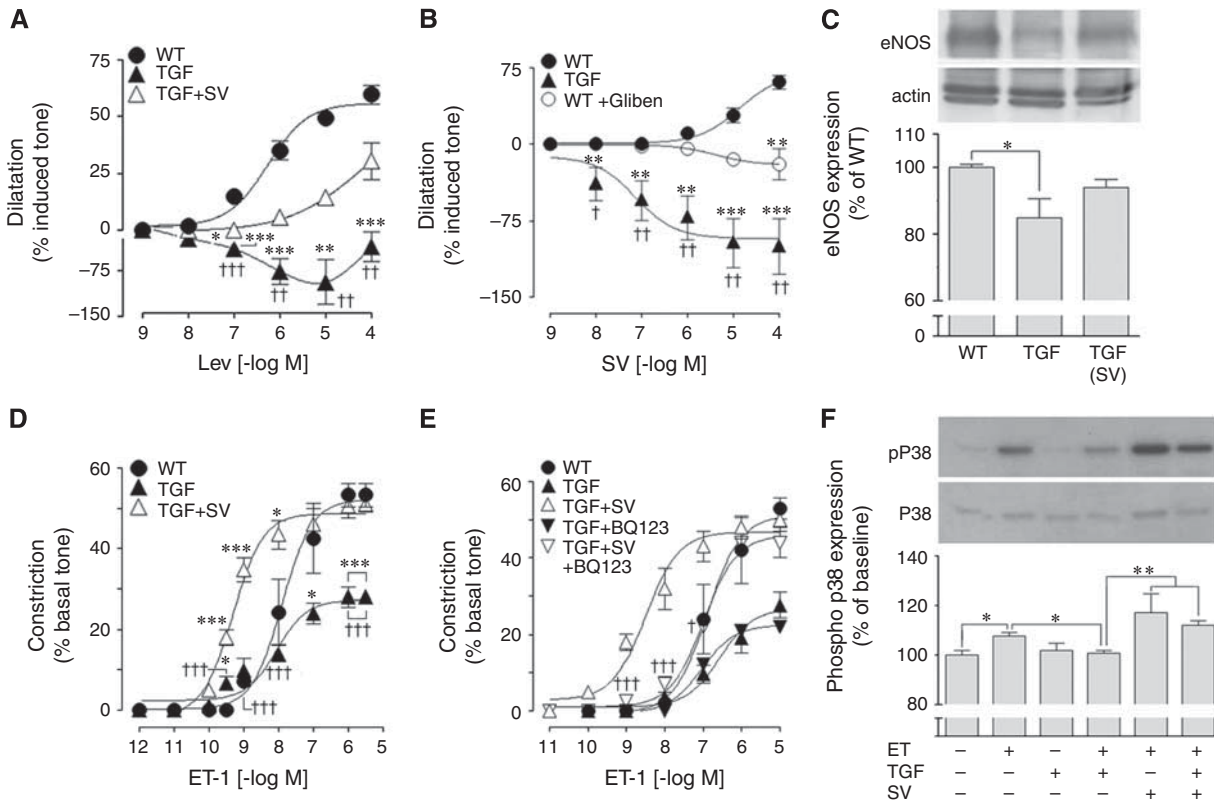 A
WT
TGF
TGF+SV
Dilatation
(% induced tone)
75
50
25
0
−75
−150
*
***
***
**
***
†††
††
††
††
9 8 7 6 5 4
Lev [-log M]
B
WT
TGF
WT +Gliben
Dilatation
(% induced tone)
75
0
−75
−150
**
**
**
**
***
***
†
††
††
††
††
9 8 7 6 5 4
SV [-log M]
C
eNOS
actin
eNOS expression
(% of WT)
110
100
80
60
0
*
WT TGF TGF
(SV)
D
WT
TGF
TGF+SV
Constriction
(% basal tone)
60
40
20
0
*
***
***
***
*
*
†††
†††
†††
†††
12 11 10 9 8 7 6 5
ET-1 [-log M]
E
WT
TGF
TGF+SV
TGF+BQ123
TGF+SV
+BQ123
Constriction
(% basal tone)
60
40
20
0
†
†††
†††
11 10 9 8 7 6 5
ET-1 [-log M]
F
pP38
P38
Phospho p38 expression
(% of baseline)
140
120
100
80
**
*
*
ET − + − + + +
TGF − − + + − +
SV − − − − + +